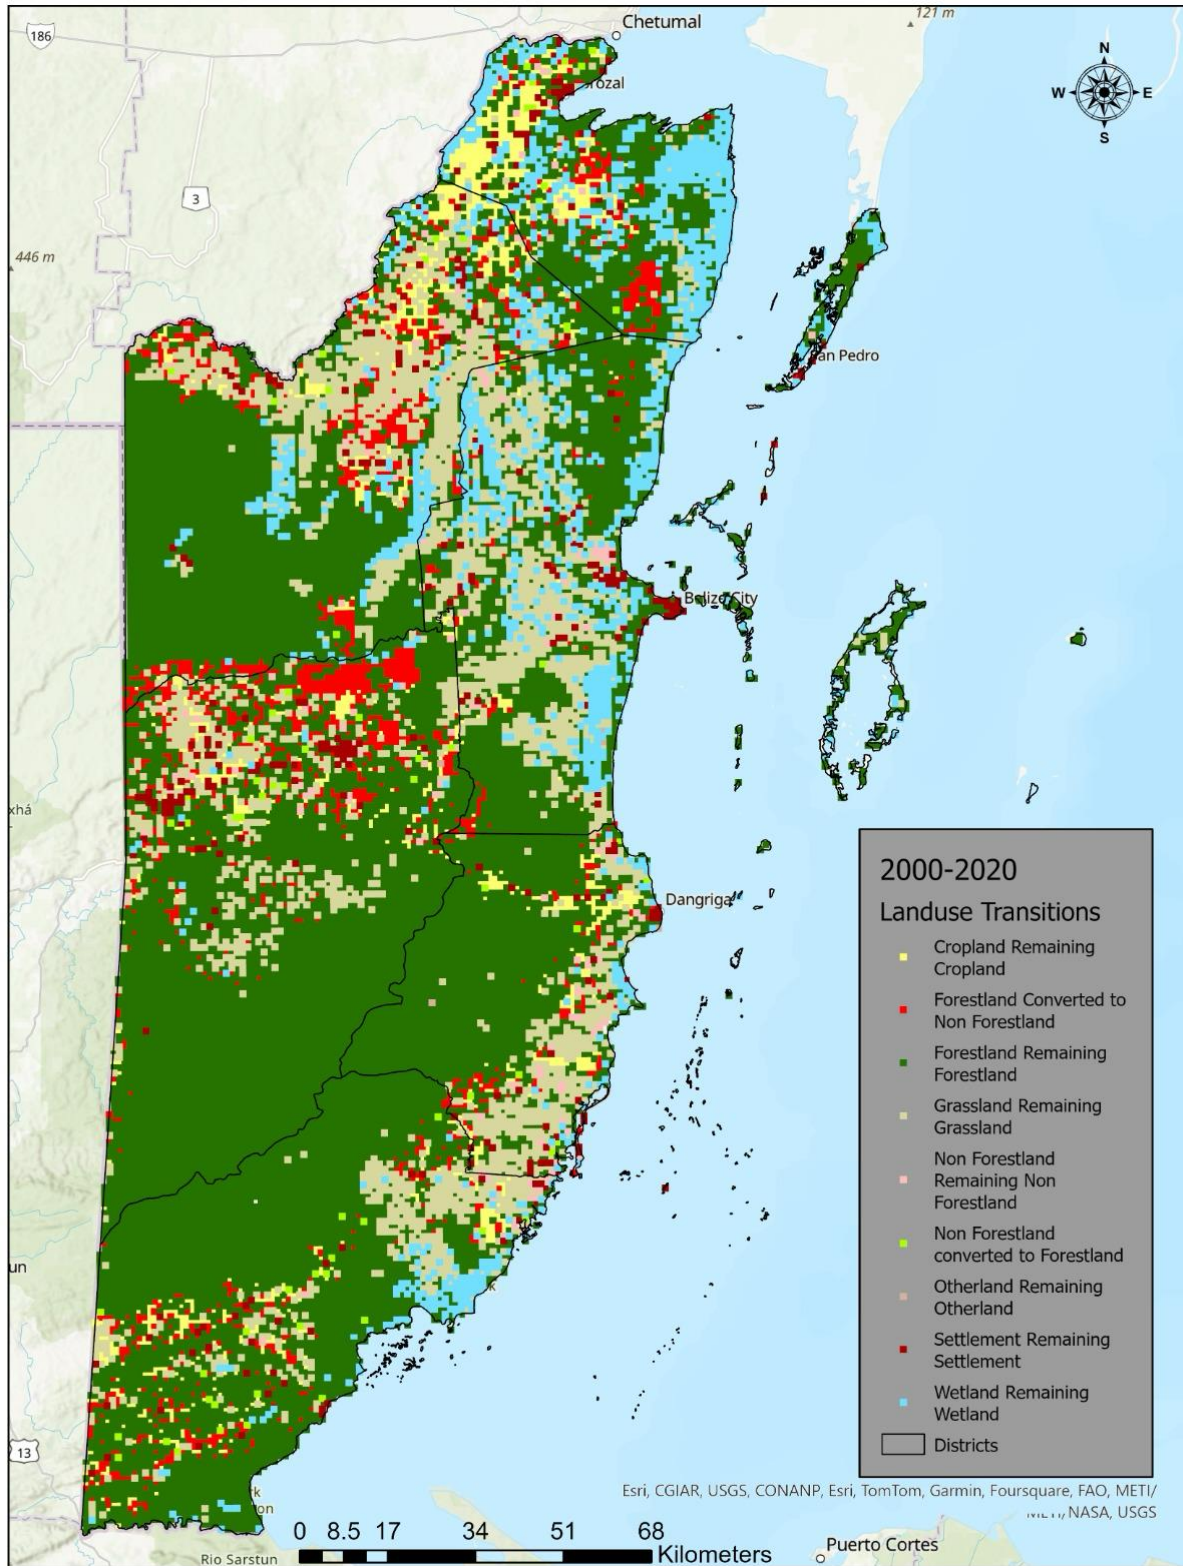 121 m
Chetumal
186
N
W
E
S
rozal
3
446 m
an Pedro
Belize City
xhá
Dangriga
un
k
13
rk
on
Rio Sarstun
Puerto Cortes
2000-2020
Landuse Transitions
Cropland Remaining
Cropland
Forestland Converted to
Non Forestland
Forestland Remaining
Forestland
Grassland Remaining
Grassland
Non Forestland
Remaining Non
Forestland
Non Forestland
converted to Forestland
Otherland Remaining
Otherland
Settlement Remaining
Settlement
Wetland Remaining
Wetland
Districts
Esri, CGIAR, USGS, CONANP, Esri, TomTom, Garmin, Foursquare, FAO, METI/
METI/NASA, USGS
0 8.5 17 34 51 68
Kilometers